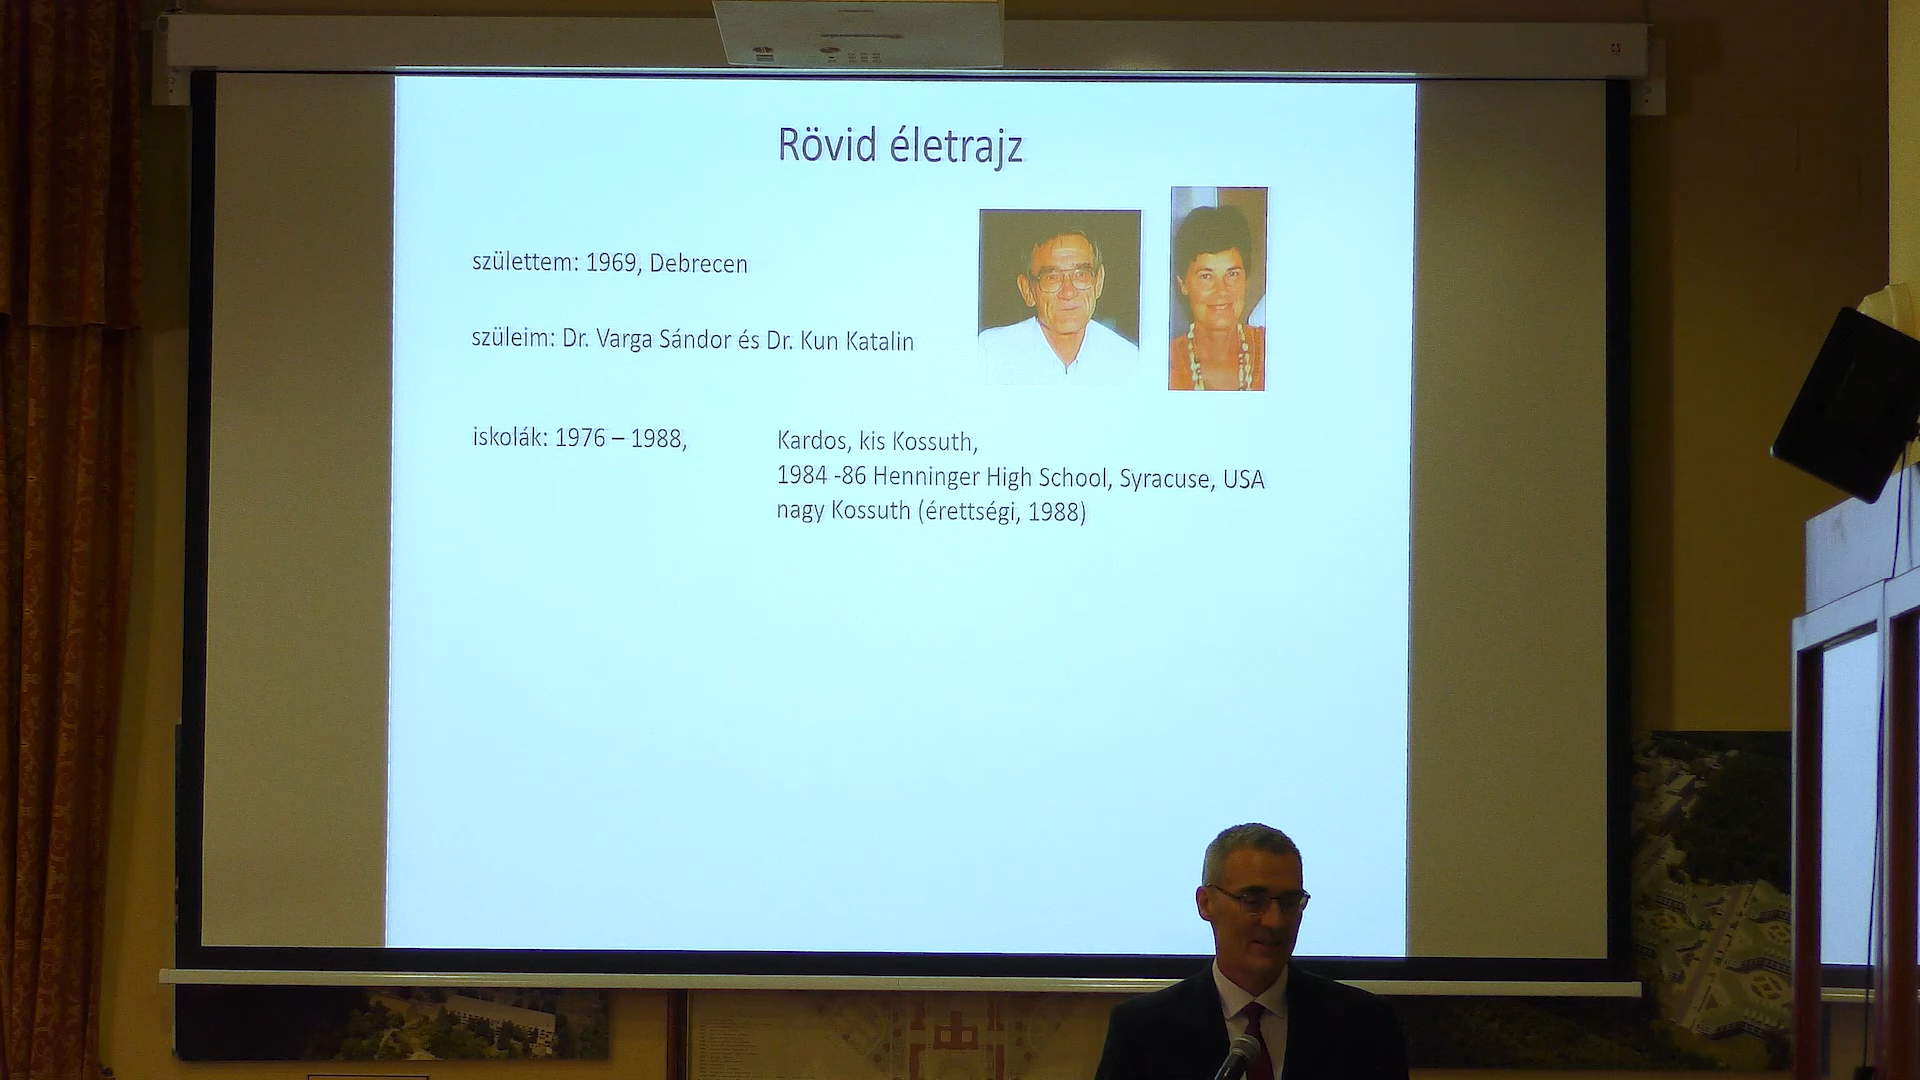 Rövid életrajz
születtem: 1969, Debrecen
szüleim: Dr. Varga Sándor és Dr. Kun Katalin
iskolák: 1976 – 1988,
Kardos, kis Kossuth,
1984 -86 Henninger High School, Syracuse, USA
nagy Kossuth (érettségi, 1988)